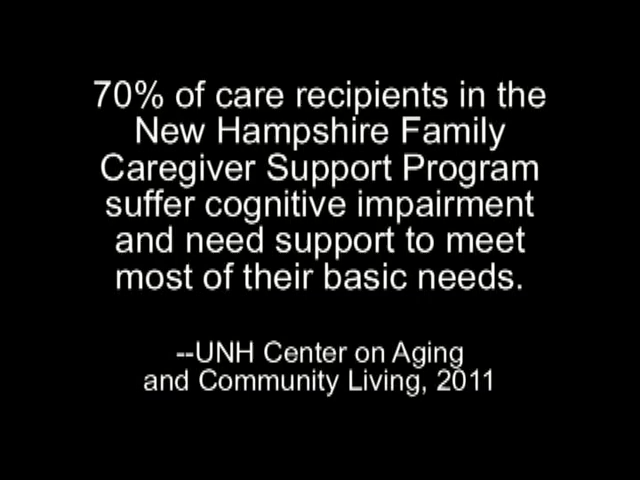 70% of care recipients in the
New Hampshire Family
Caregiver Support Program
suffer cognitive impairment
and need support to meet
most of their basic needs.
--UNH Center on Aging
and Community Living, 2011